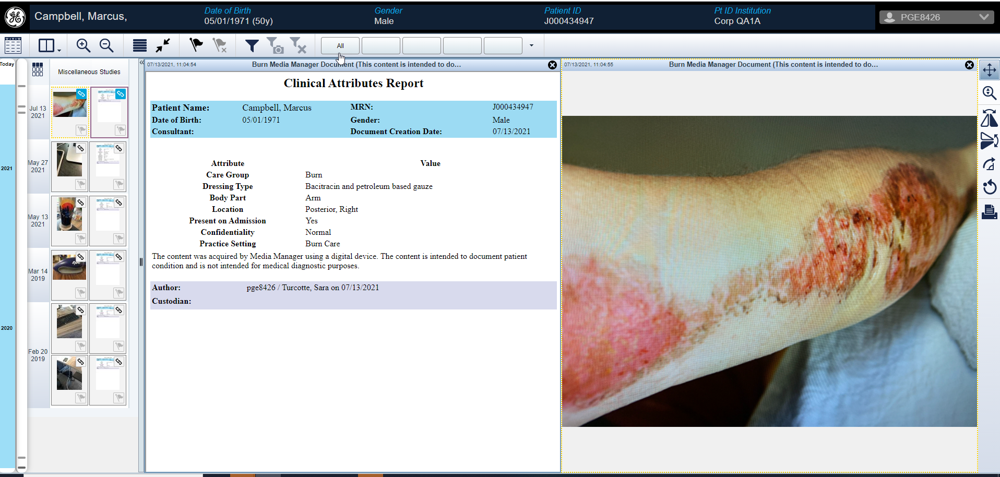 Campbell, Marcus,
Date of Birth
05/01/1971 (50y)
Gender
Male
Patient ID
J000434947
Pt ID Institution
Corp QA1A
PGE8426
All
Today
2021
2020
Miscellaneous Studies
Jul 13
2021
May 27
2021
May 13
2021
Mar 14
2019
Feb 20
2019
07/13/2021, 11:04:54
Burn Media Manager Document (This content is intended to do...
Clinical Attributes Report
Patient Name: Campbell, Marcus MRN: J000434947
Date of Birth: 05/01/1971 Gender: Male
Consultant: Document Creation Date: 07/13/2021
Attribute Value
Care Group Burn
Dressing Type Bacitracin and petroleum based gauze
Body Part Arm
Location Posterior, Right
Present on Admission Yes
Confidentiality Normal
Practice Setting Burn Care
The content was acquired by Media Manager using a digital device. The content is intended to document patient
condition and is not intended for medical diagnostic purposes.
Author: pge8426 / Turcotte, Sara on 07/13/2021
Custodian:
07/13/2021, 11:04:55
Burn Media Manager Document (This content is intended to do...